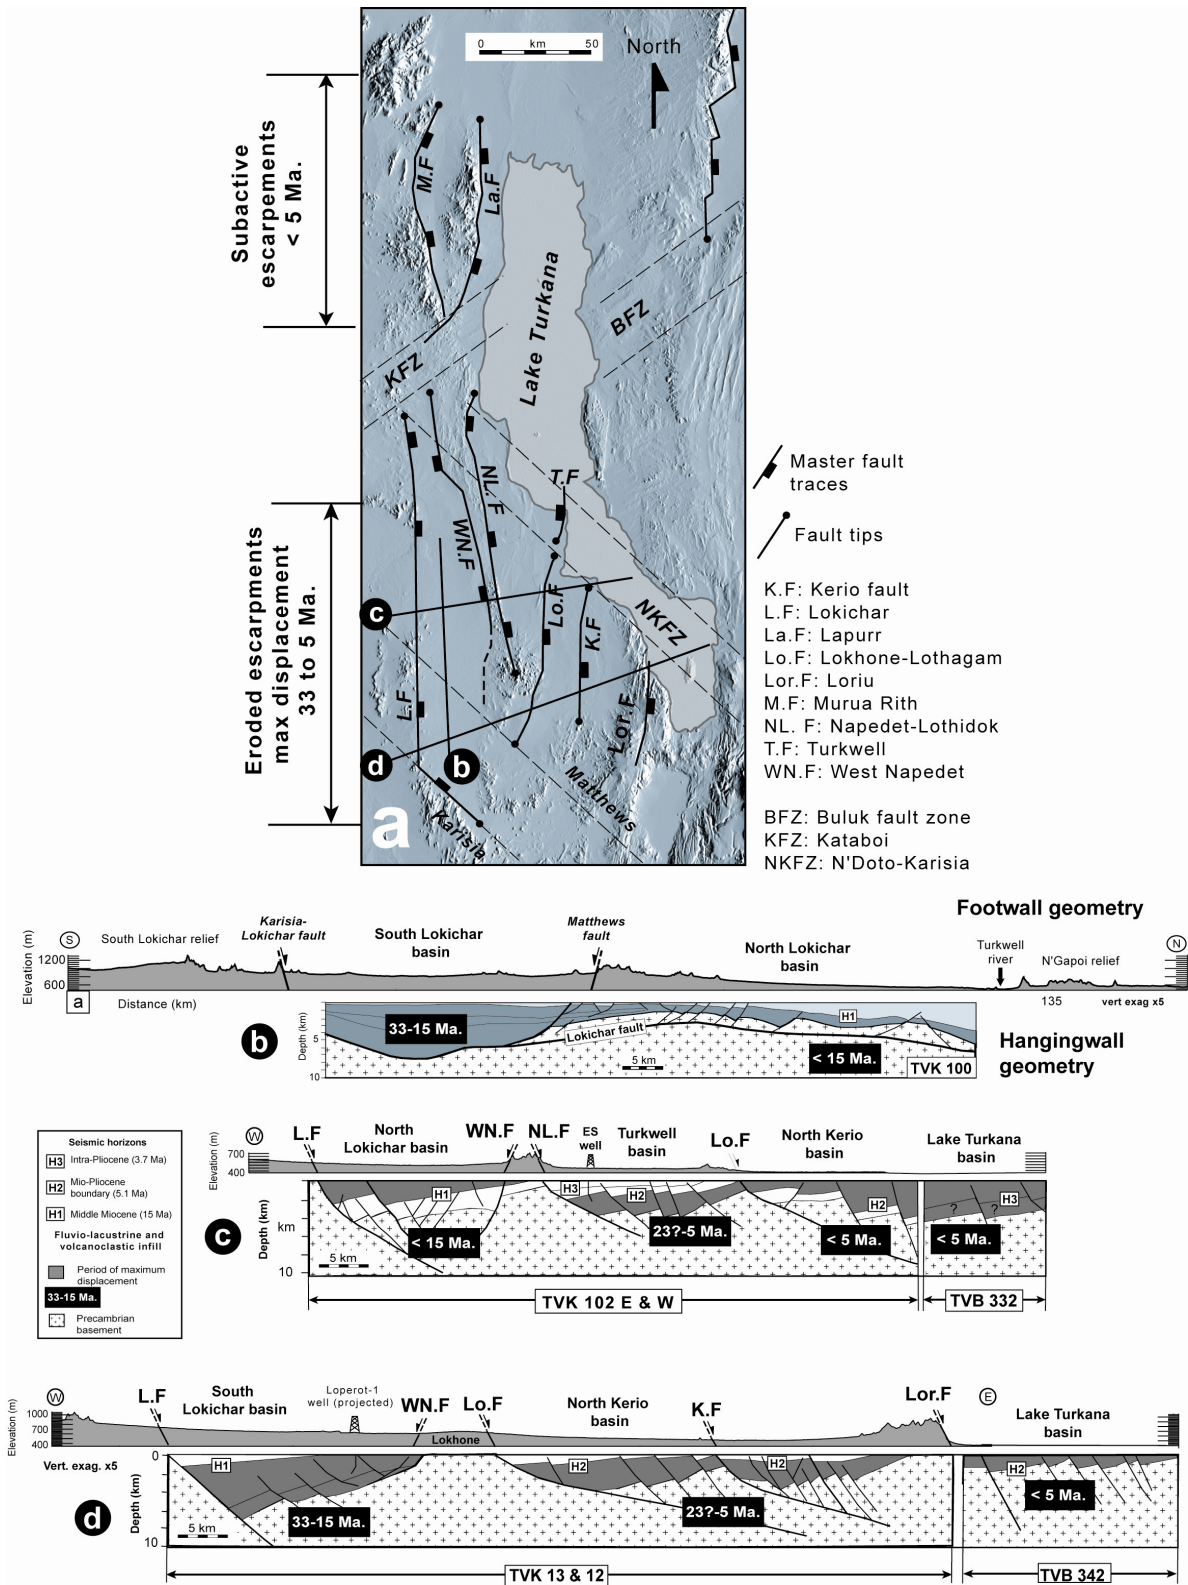 0 km 50
North
Subactive
escarpements
< 5 Ma.
M.F
La.F
Lake Turkana
BFZ
KFZ
NL. F
T.F
WN.F
Lo.F
K.F
NKFZ
c
L.F
Lor.F
d
b
Matthews
Karisia
a
Eroded escarpments
max displacement
33 to 5 Ma.
Master fault
traces
Fault tips
K.F: Kerio fault
L.F: Lokichar
La.F: Lapurr
Lo.F: Lokhone-Lothagam
Lor.F: Loriu
M.F: Murua Rith
NL. F: Napedet-Lothidok
T.F: Turkwell
WN.F: West Napedet
BFZ: Buluk fault zone
KFZ: Kataboi
NKFZ: N'Doto-Karisia
Footwall geometry
Elevation (m)
S
South Lokichar relief
Karisia-
Lokichar fault
South Lokichar
basin
Matthews
fault
North Lokichar
basin
Turkwell
river
N'Gapoi relief
N
1200
600
a
Distance (km)
135
vert exag x5
b
Depth (km)
5
10
33-15 Ma.
Lokichar fault
H1
5 km
< 15 Ma.
TVK 100
Hangingwall
geometry
Seismic horizons
H3 Intra-Pliocene (3.7 Ma)
H2 Mio-Pliocene
boundary (5.1 Ma)
H1 Middle Miocene (15 Ma)
Fluvio-lacustrine and
volcanoclastic infill
Period of maximum
displacement
33-15 Ma.
Precambrian
basement
Elevation (m)
W
700
400
L.F
North
Lokichar basin
WN.F
NL.F
ES
well
Turkwell
basin
Lo.F
North Kerio
basin
Lake Turkana
basin
c
Depth (km)
km
10
H1
H3
H2
H2
H3
? ?
< 15 Ma.
23?-5 Ma.
< 5 Ma.
< 5 Ma.
5 km
TVK 102 E & W
TVB 332
Elevation (m)
W
1000
700
400
L.F
South
Lokichar basin
Loperot-1
well (projected)
WN.F
Lokhone
Lo.F
North Kerio
basin
K.F
Lor.F
E
Lake Turkana
basin
Vert. exag. x5
d
Depth (km)
0
10
H1
H2
H2
H2
33-15 Ma.
23?-5 Ma.
< 5 Ma.
5 km
TVK 13 & 12
TVB 342